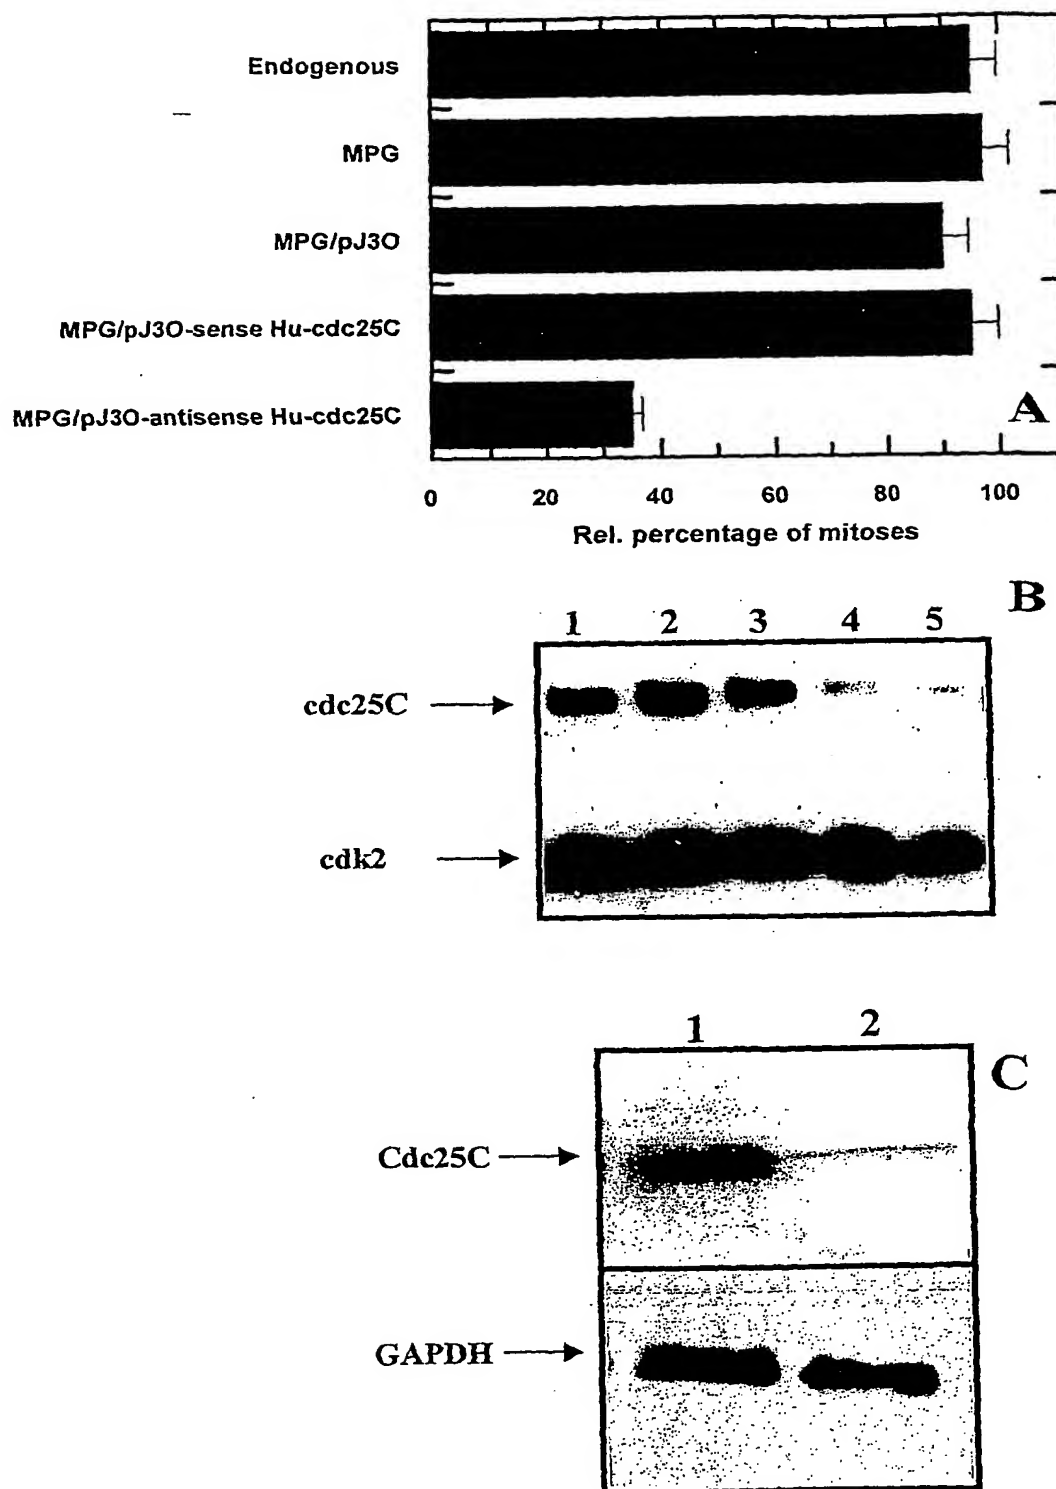 Endogenous
MPG
MPG/pJ3O
MPG/pJ3O-sense Hu-cdc25C
MPG/pJ3O-antisense Hu-cdc25C
A
0 20 40 60 80 100
Rel. percentage of mitoses
B
1 2 3 4 5
cdc25C
cdk2
1 2
C
Cdc25C
GAPDH